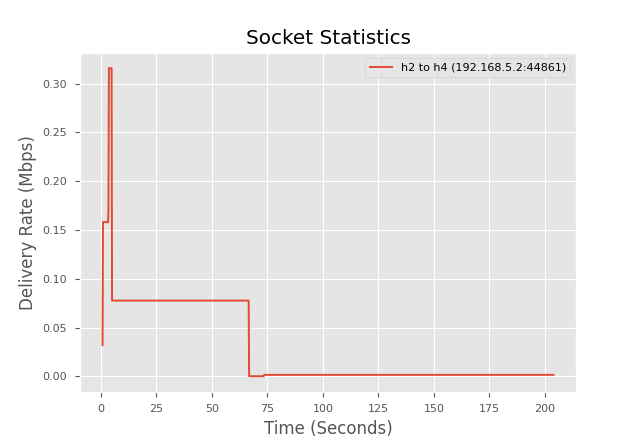 Socket Statistics
h2 to h4 (192.168.5.2:44861)
Delivery Rate (Mbps)
0.30
0.25
0.20
0.15
0.10
0.05
0.00
0 25 50 75 100 125 150 175 200
Time (Seconds)